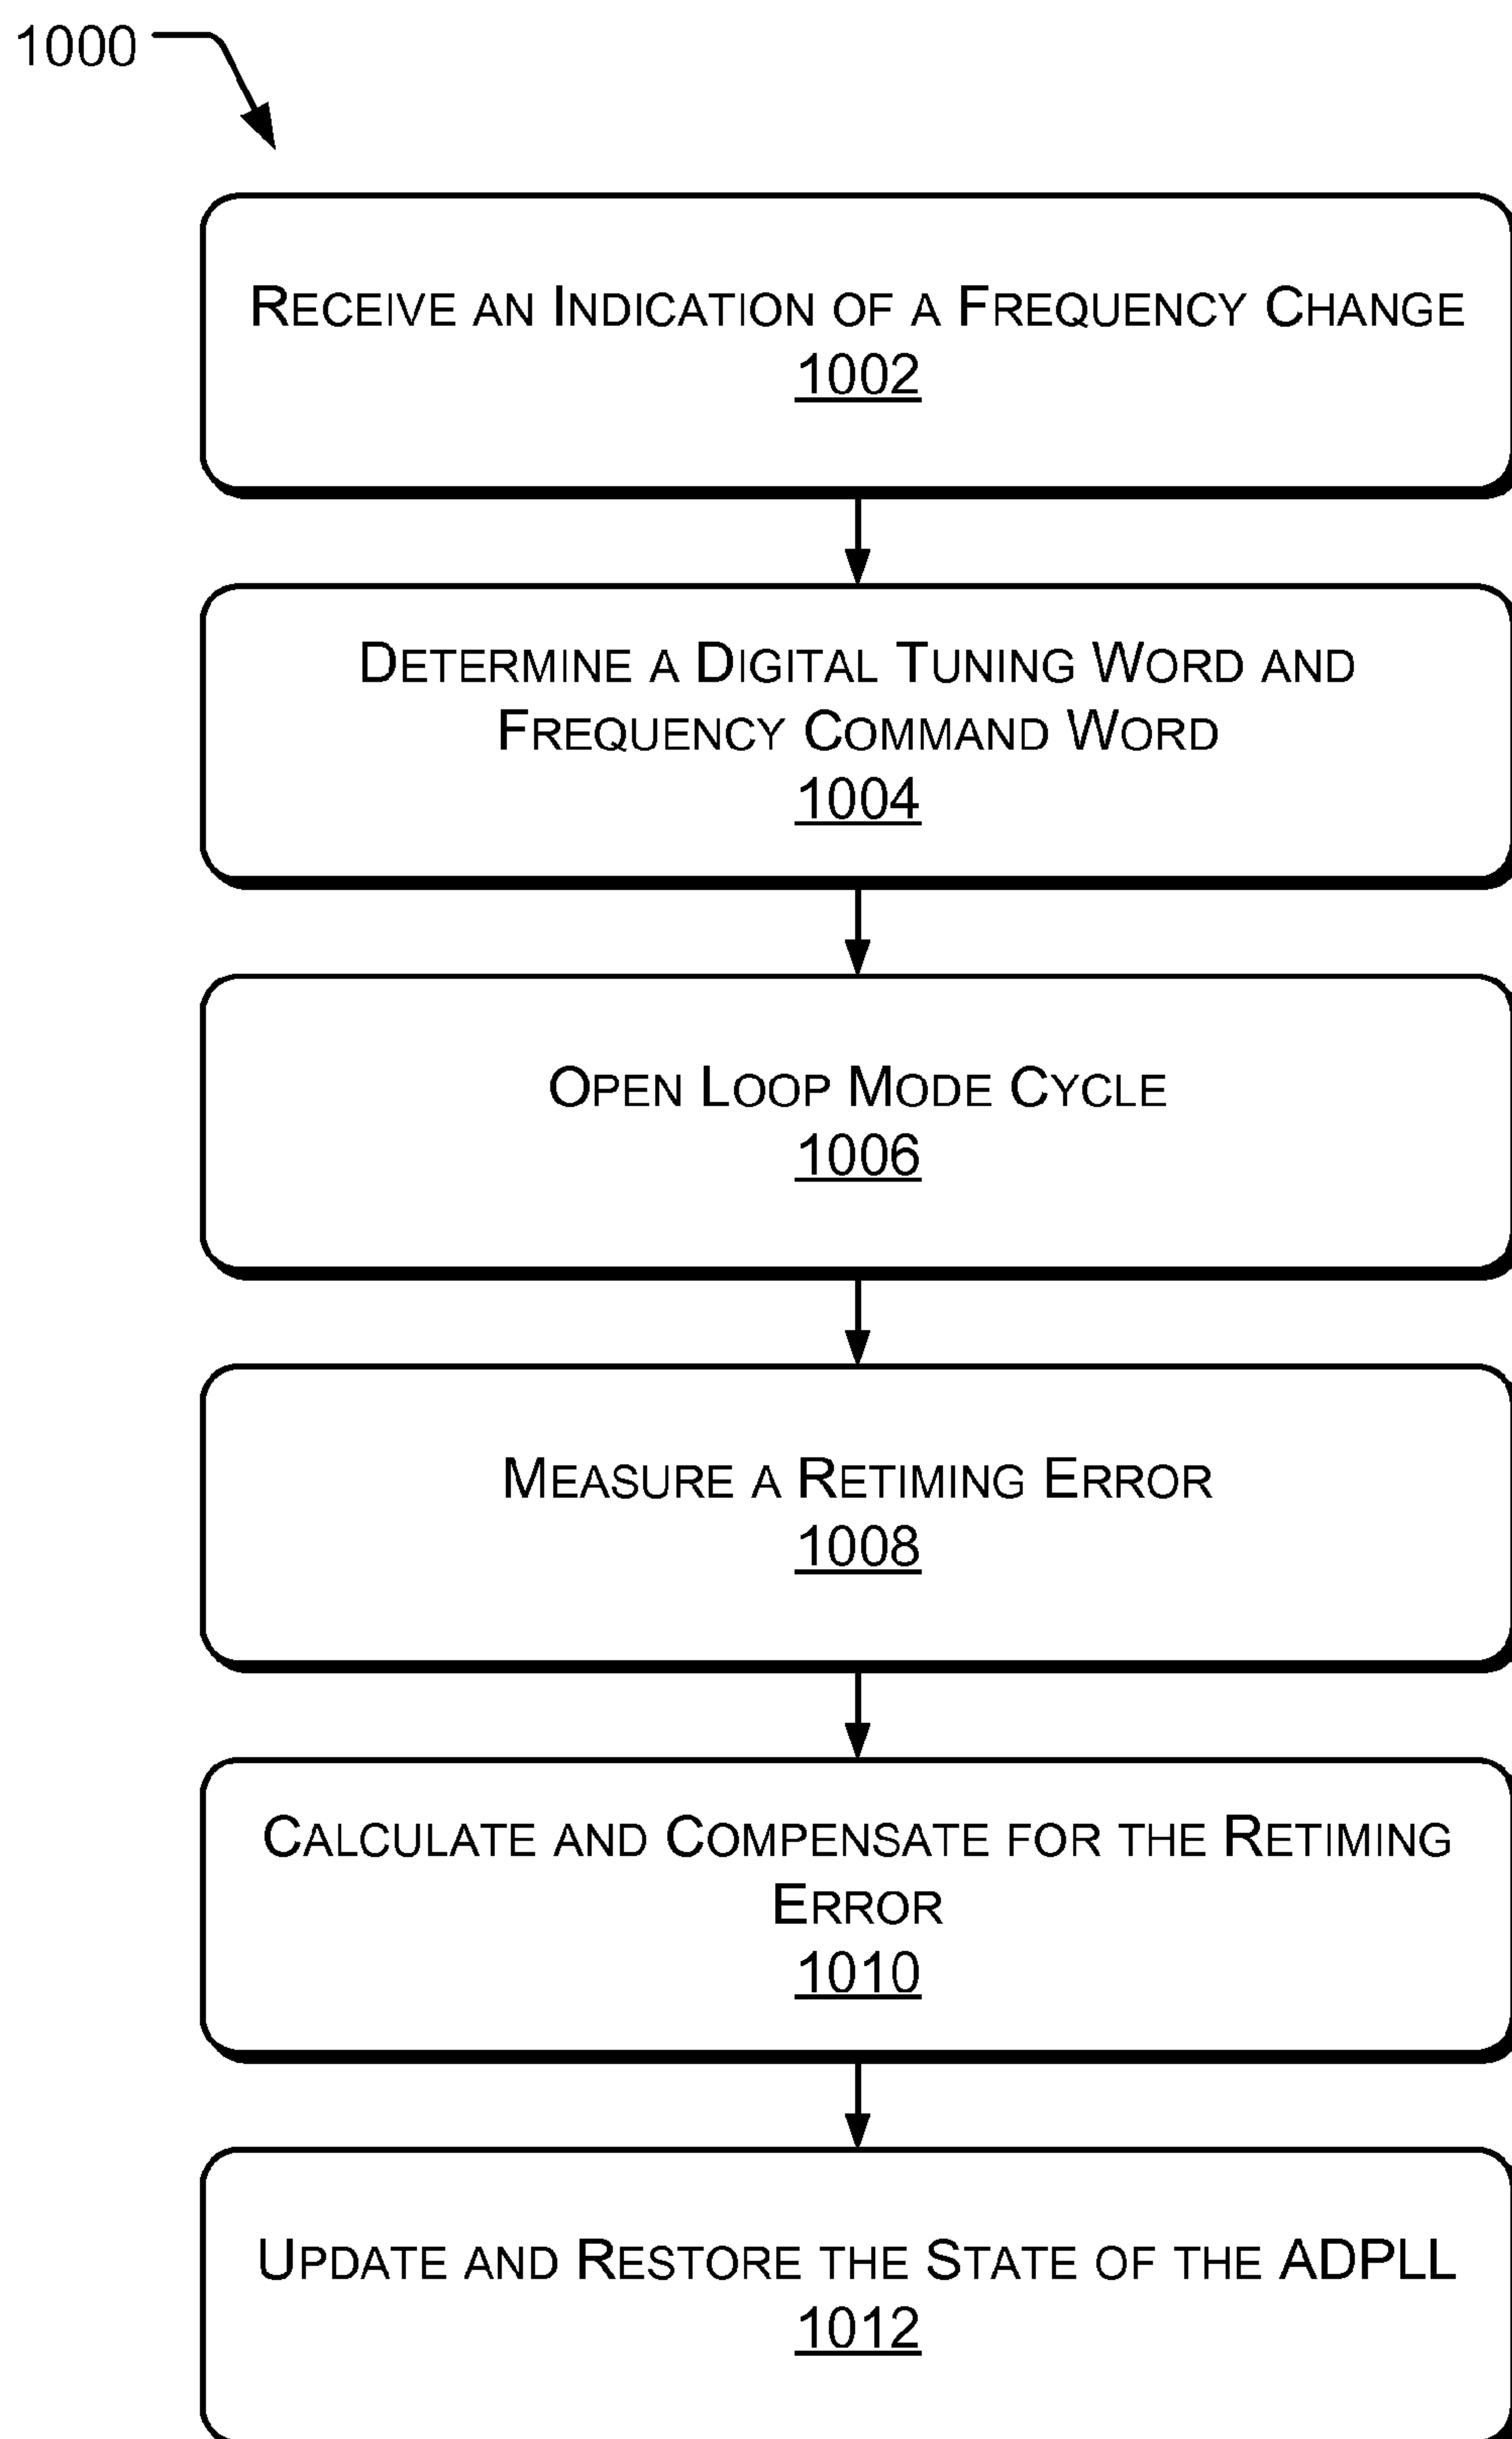 1000
RECEIVE AN INDICATION OF A FREQUENCY CHANGE
1002
DETERMINE A DIGITAL TUNING WORD AND
FREQUENCY COMMAND WORD
1004
OPEN LOOP MODE CYCLE
1006
MEASURE A RETIMING ERROR
1008
CALCULATE AND COMPENSATE FOR THE RETIMING
ERROR
1010
UPDATE AND RESTORE THE STATE OF THE ADPLL
1012